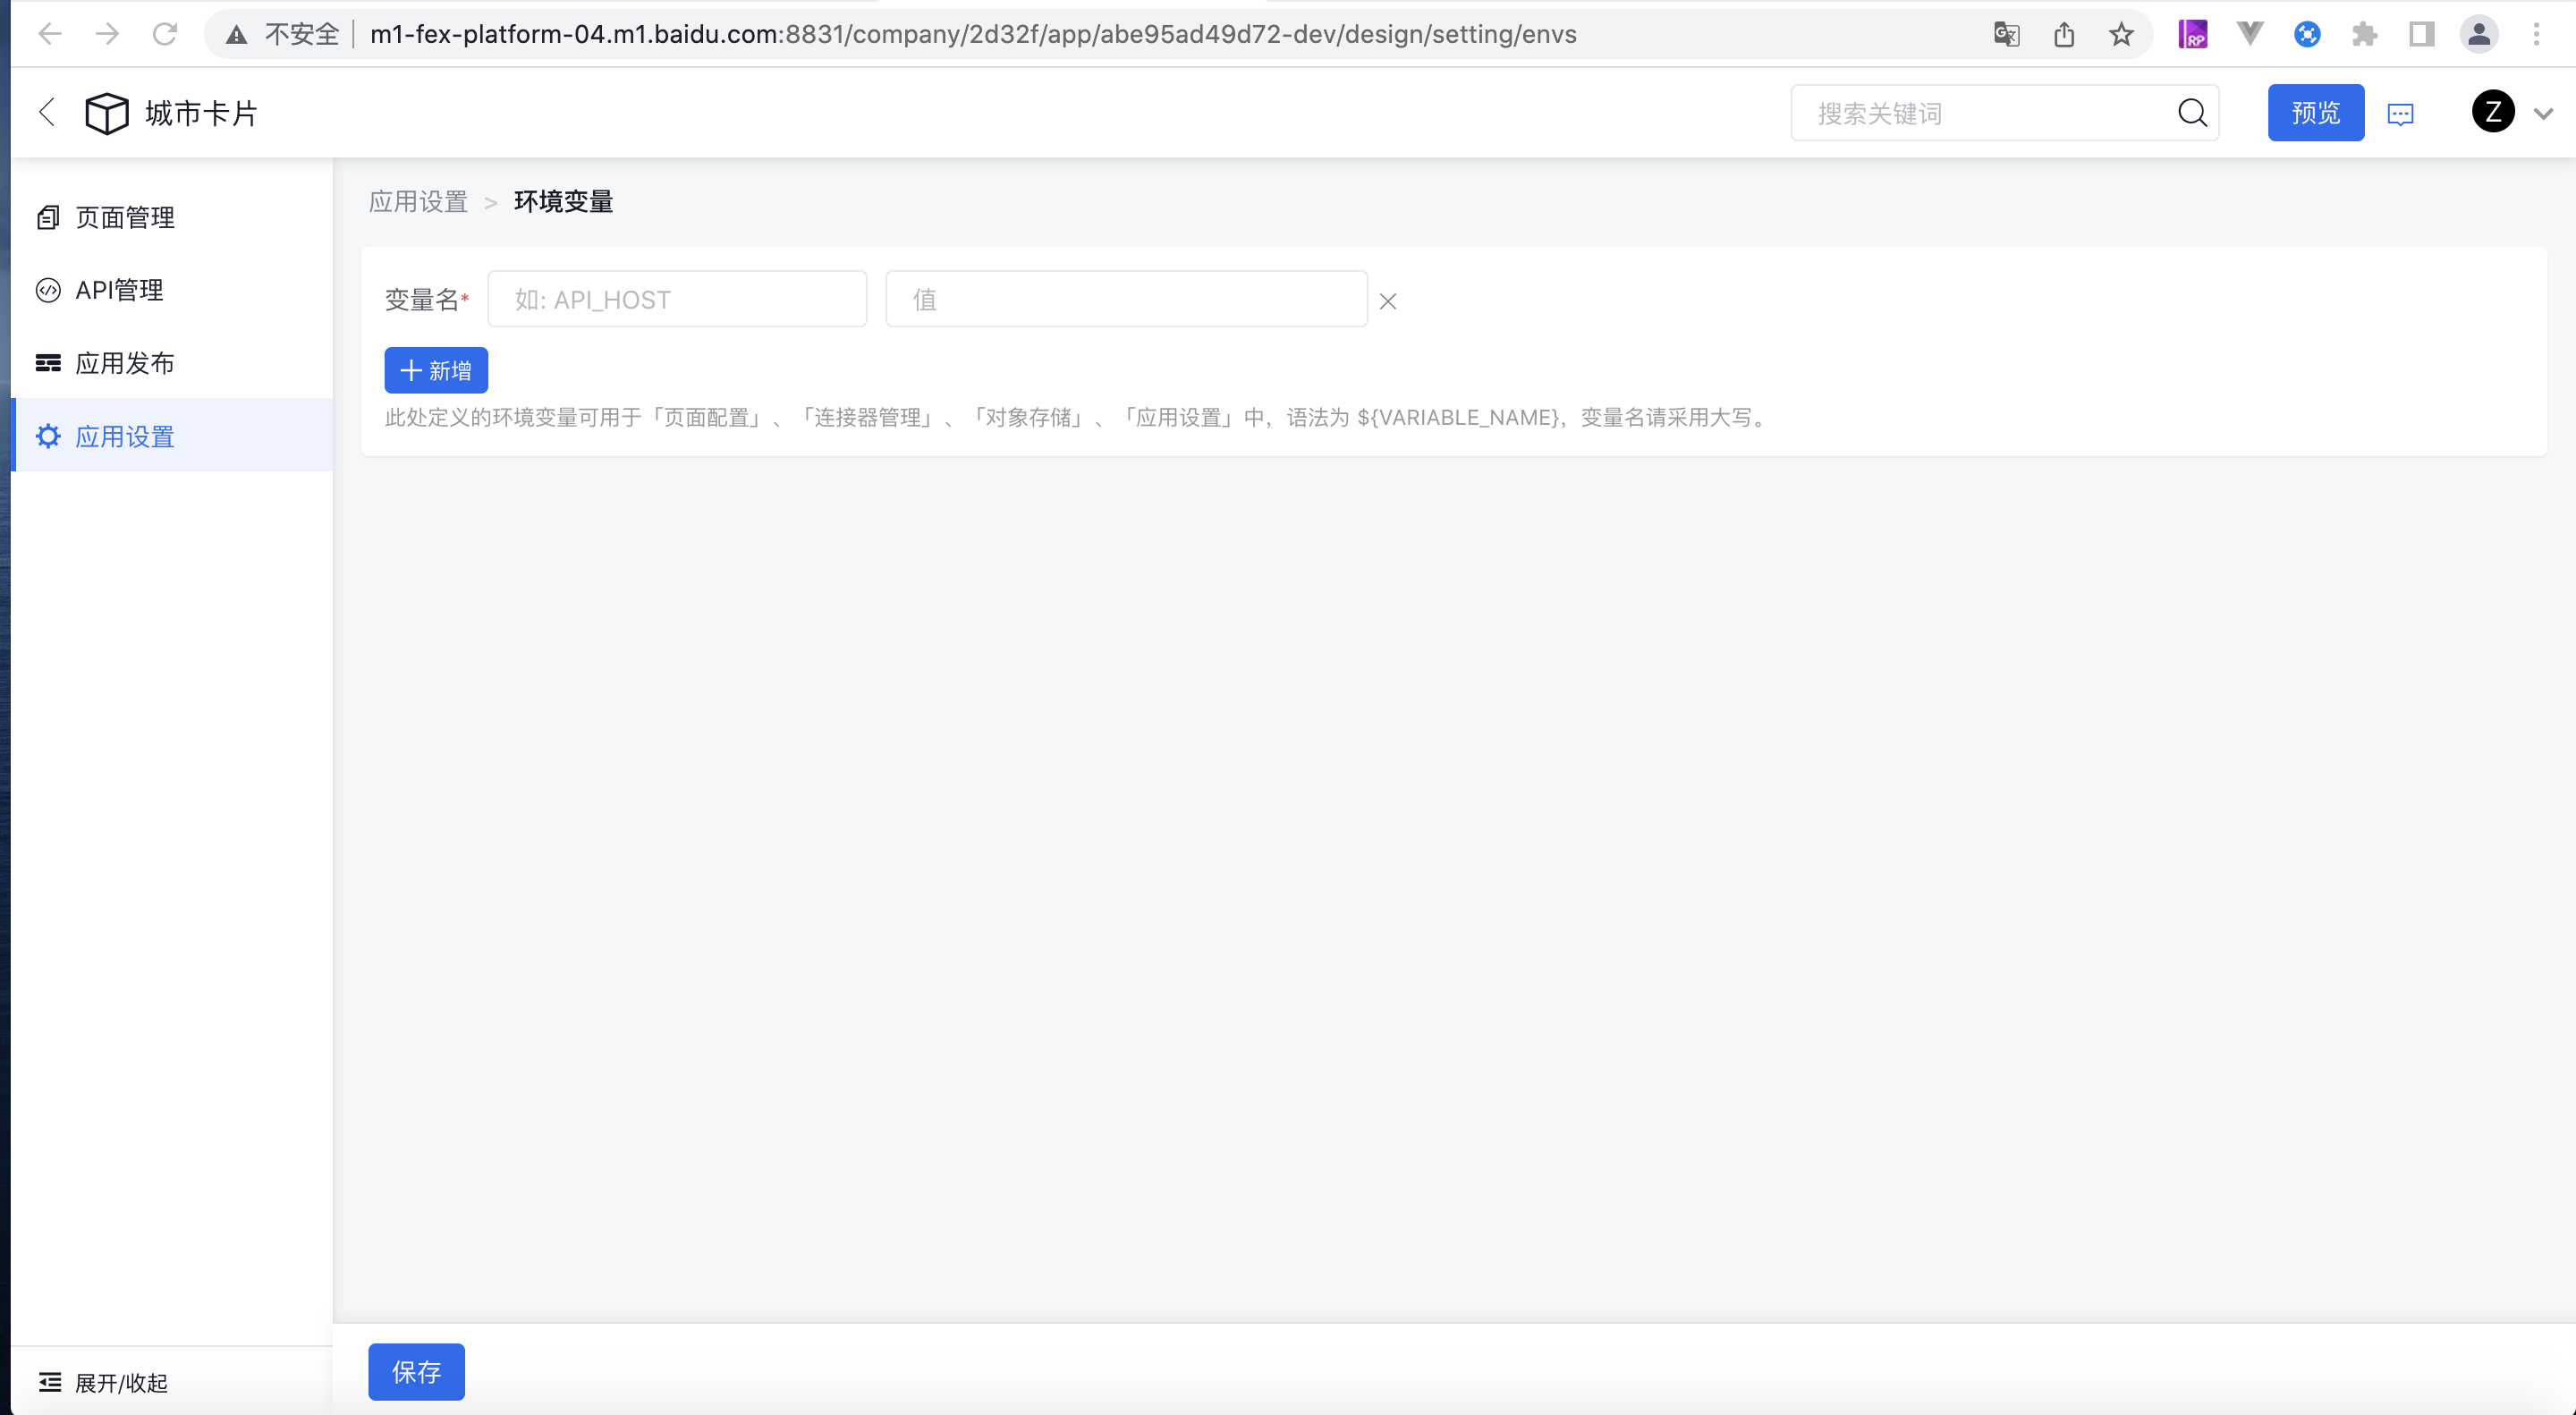 不安全 m1-fex-platform-04.m1.baidu.com:8831/company/2d32f/app/abe95ad49d72-dev/design/setting/envs
RP
城市卡片
搜索关键词
预览
Z
页面管理
API管理
应用发布
应用设置
应用设置 > 环境变量
变量名* 如: API_HOST 值
新增
此处定义的环境变量可用于「页面配置」、「连接器管理」、「对象存储」、「应用设置」中，语法为 ${VARIABLE_NAME}，变量名请采用大写。
展开/收起
保存